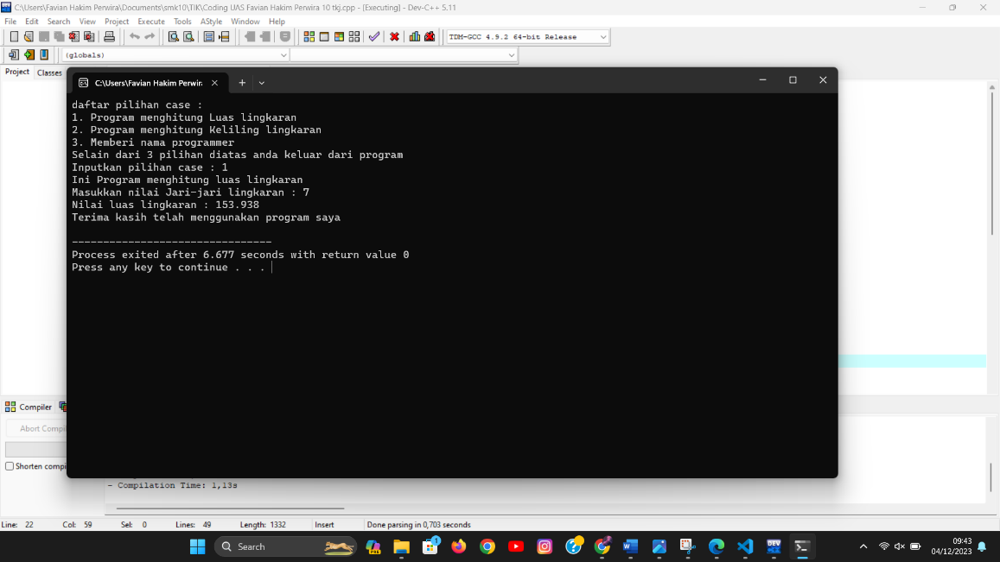 C:\Users\Favian Hakim Perwira\Documents\smk10\TIK\Coding UAS Favian Hakim Perwira 10 tkj.cpp - [Executing] - Dev-C++ 5.11
File Edit Search View Project Execute Tools AStyle Window Help
TDM-GCC 4.9.2 64-bit Release
(globals)
Project Classes
C:\Users\Favian Hakim Perwir
daftar pilihan case :
1. Program menghitung Luas lingkaran
2. Program menghitung Keliling lingkaran
3. Memberi nama programmer
Selain dari 3 pilihan diatas anda keluar dari program
Inputkan pilihan case : 1
Ini Program menghitung luas lingkaran
Masukkan nilai Jari-jari lingkaran : 7
Nilai luas lingkaran : 153.938
Terima kasih telah menggunakan program saya
--------------------------------
Process exited after 6.677 seconds with return value 0
Press any key to continue . . .
Compiler
Abort Compil
Shorten compi
- Compilation Time: 1,13s
Line: 22 Col: 59 Sel: 0 Lines: 49 Length: 1332 Insert Done parsing in 0,703 seconds
Search
09:43
04/12/2023